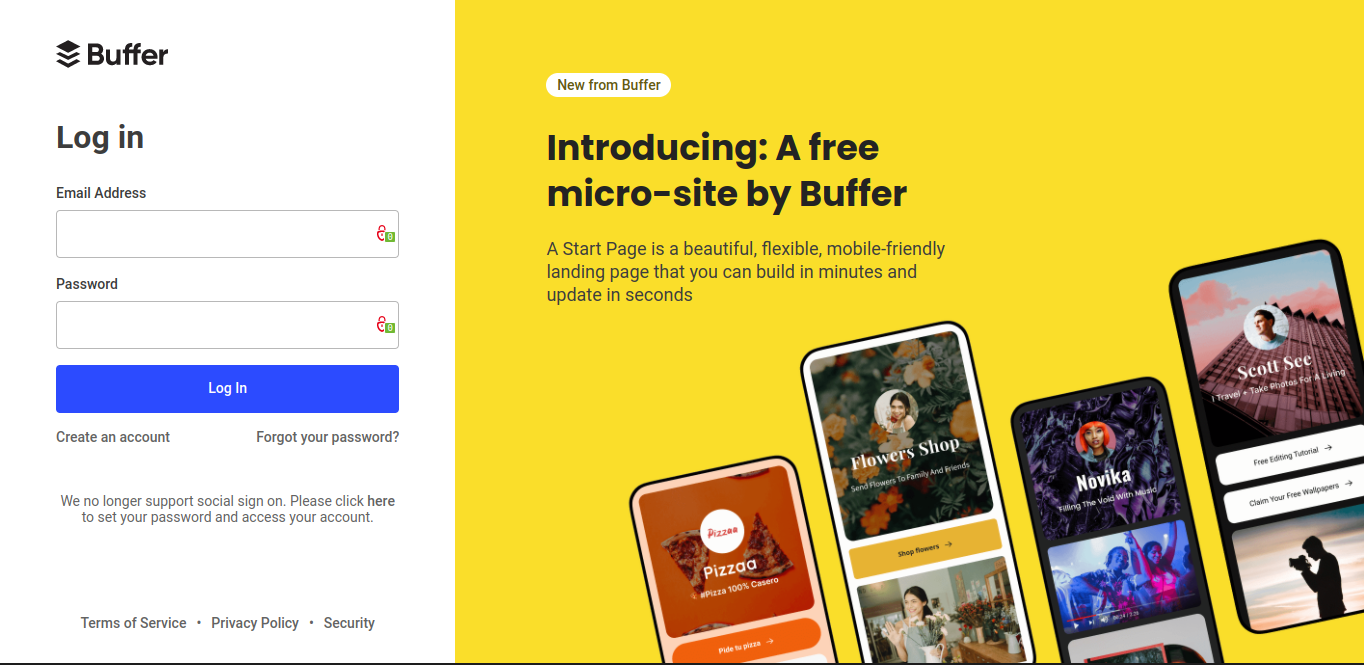 Buffer
Log in
Email Address
Password
Log In
Create an account
Forgot your password?
We no longer support social sign on. Please click here
to set your password and access your account.
Terms of Service • Privacy Policy • Security
New from Buffer
Introducing: A free
micro-site by Buffer
A Start Page is a beautiful, flexible, mobile-friendly
landing page that you can build in minutes and
update in seconds
Pizzaa
Pizzaa
#Pizza 100% Casero
Pide tu pizza →
Flowers Shop
Send Flowers To Family And Friends
Shop flowers →
Novika
Filling The Void With Music
Scott See
I Travel + Take Photos For A Living
Free Editing Tutorial →
Claim Your Free Wallpapers →